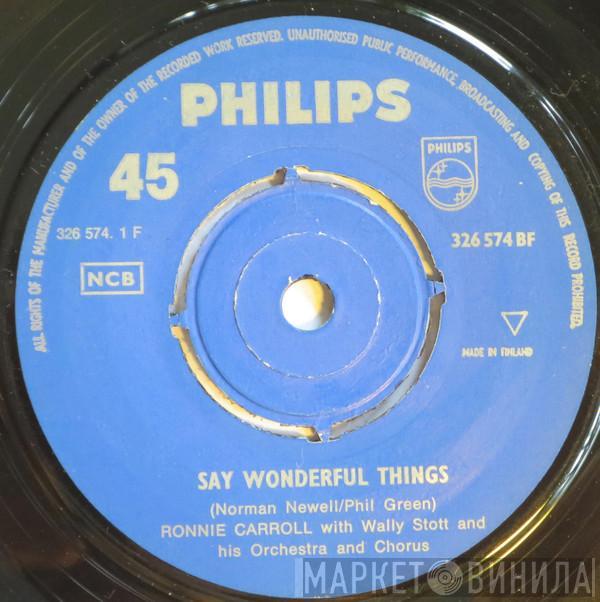 ALL RIGHTS OF THE MANUFACTURER AND OF THE OWNER OF THE RECORDED WORK RESERVED. UNAUTHORISED PUBLIC PERFORMANCE, BROADCASTING AND COPYING OF THIS RECORD PROHIBITED.
PHILIPS
45
PHILIPS
326 574. 1 F
326 574 BF
NCB
MADE IN FINLAND
SAY WONDERFUL THINGS
(Norman Newell/Phil Green)
RONNIE CARROLL with Wally Stott and
his Orchestra and Chorus
МАРКЕТ ВИНИЛА